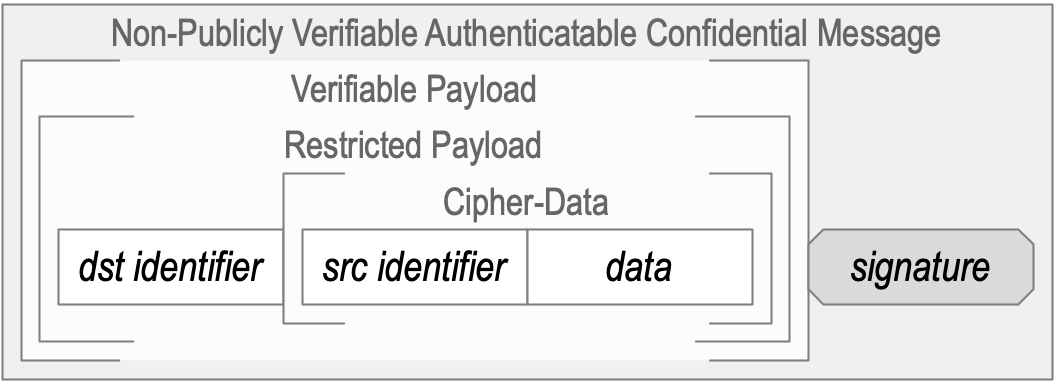 Non-Publicly Verifiable Authenticatable Confidential Message
Verifiable Payload
Restricted Payload
Cipher-Data
dst identifier src identifier data signature